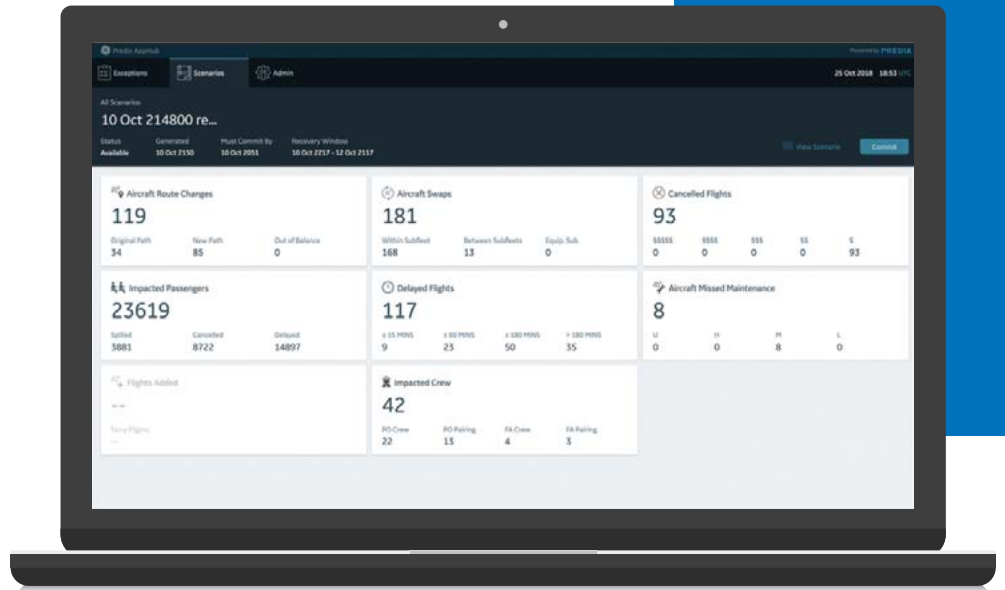 Predix AppHub
Powered by PREDIX
Exceptions
Scenarios
Admin
25 Oct 2018 18:53 UTC
All Scenarios
10 Oct 214800 re...
Status Generated Must Commit By Recovery Window
Available 10 Oct 2150 10 Oct 2051 10 Oct 2217 - 12 Oct 2117
View Scenario
Commit
Aircraft Route Changes
119
Original Path New Path Out of Balance
34 85 0
Aircraft Swaps
181
Within Subfleet Between Subfleets Equip. Sub
168 13 0
Cancelled Flights
93
$$$$$ $$$$ $$$ $$ $
0 0 0 0 93
Impacted Passengers
23619
Spilled Cancelled Delayed
3881 8722 14897
Delayed Flights
117
≤ 15 MINS ≤ 60 MINS ≤ 180 MINS > 180 MINS
9 23 50 35
Aircraft Missed Maintenance
8
U H M L
0 0 8 0
Flights Added
--
Ferry Flights
--
Impacted Crew
42
PO Crew PO Pairing FA Crew FA Pairing
22 13 4 3